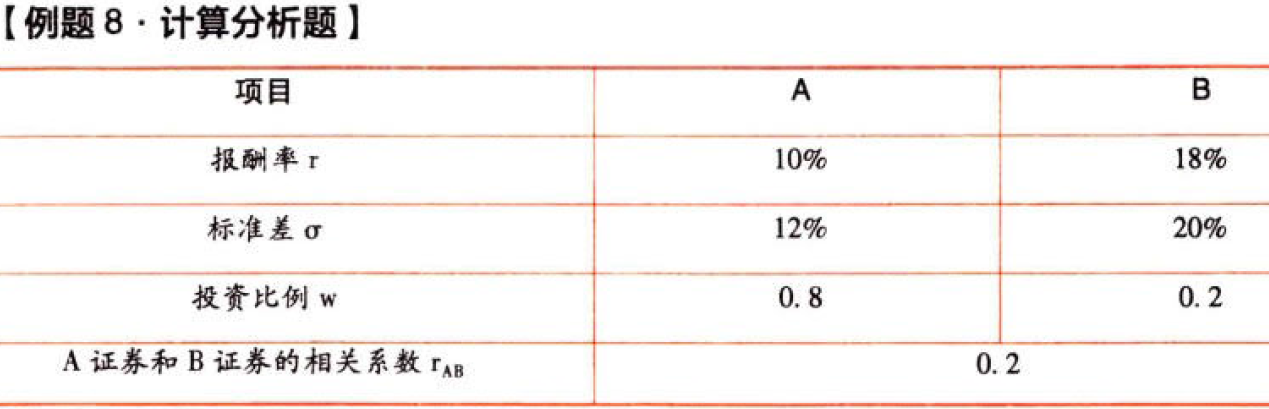 【例题 8 · 计算分析题】
项目 A B
报酬率 r 10% 18%
标准差 σ 12% 20%
投资比例 w 0. 8 0. 2
A 证券和 B 证券的相关系数 rAB 0. 2